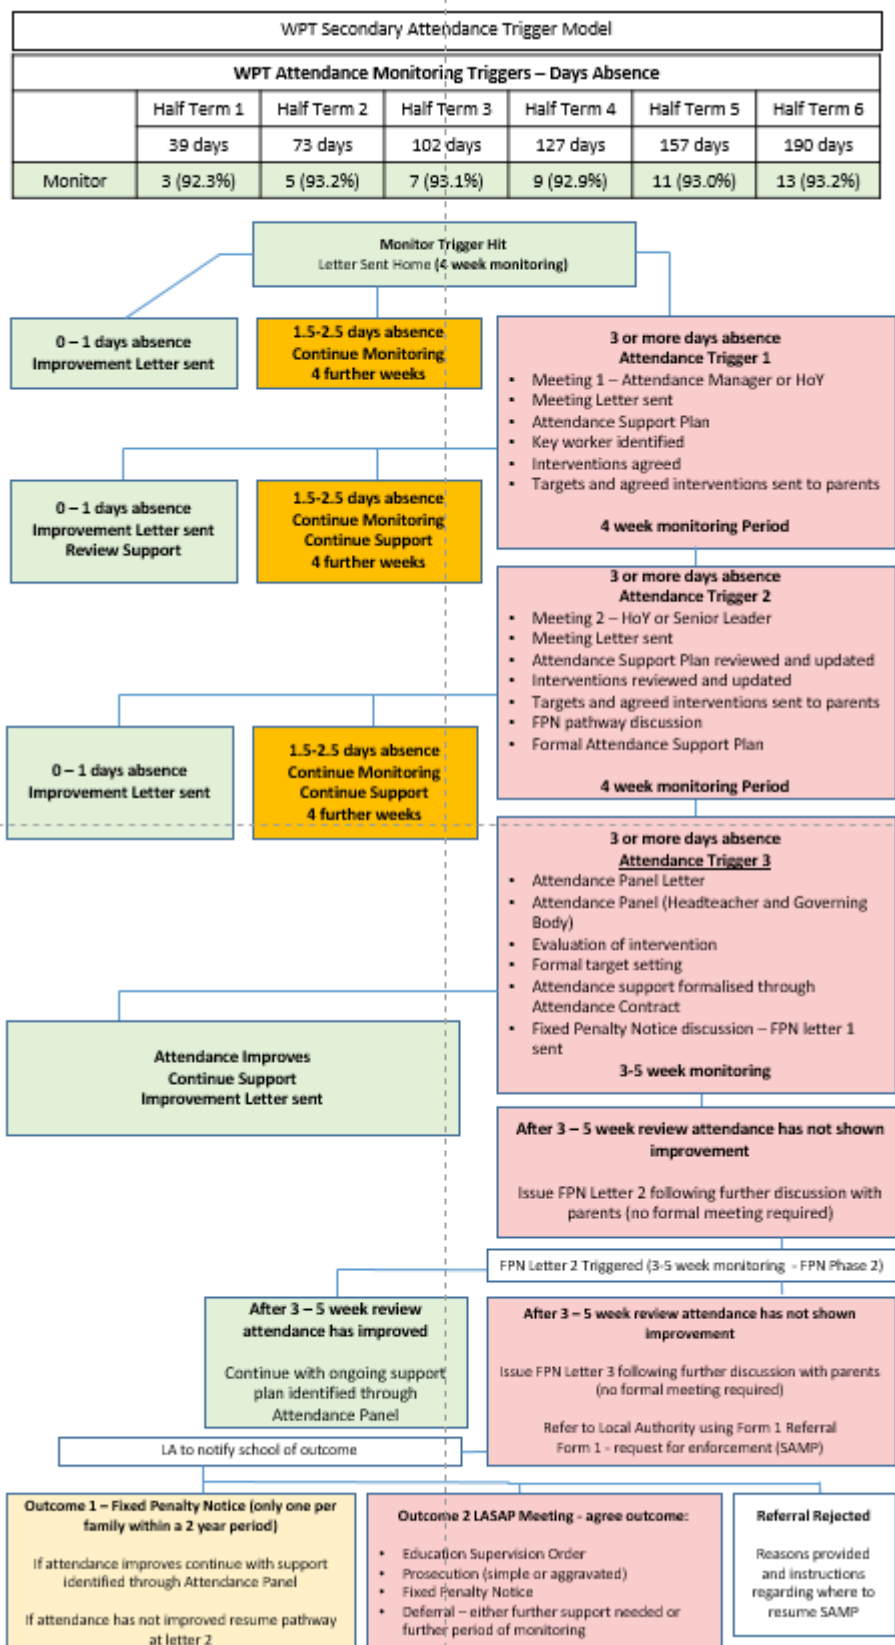 WPT Secondary Attendance Trigger Model
WPT Attendance Monitoring Triggers – Days Absence
Half Term 1 Half Term 2 Half Term 3 Half Term 4 Half Term 5 Half Term 6
39 days 73 days 102 days 127 days 157 days 190 days
Monitor 3 (92.3%) 5 (93.2%) 7 (93.1%) 9 (92.9%) 11 (93.0%) 13 (93.2%)
Monitor Trigger Hit
Letter Sent Home (4 week monitoring)
0 – 1 days absence
Improvement Letter sent
1.5-2.5 days absence
Continue Monitoring
4 further weeks
3 or more days absence
Attendance Trigger 1
• Meeting 1 – Attendance Manager or HoY
• Meeting Letter sent
• Attendance Support Plan
• Key worker identified
• Interventions agreed
• Targets and agreed interventions sent to parents
4 week monitoring Period
0 – 1 days absence
Improvement Letter sent
Review Support
1.5-2.5 days absence
Continue Monitoring
Continue Support
4 further weeks
3 or more days absence
Attendance Trigger 2
• Meeting 2 – HoY or Senior Leader
• Meeting Letter sent
• Attendance Support Plan reviewed and updated
• Interventions reviewed and updated
• Targets and agreed interventions sent to parents
• FPN pathway discussion
• Formal Attendance Support Plan
4 week monitoring Period
0 – 1 days absence
Improvement Letter sent
1.5-2.5 days absence
Continue Monitoring
Continue Support
4 further weeks
3 or more days absence
Attendance Trigger 3
• Attendance Panel Letter
• Attendance Panel (Headteacher and Governing
Body)
• Evaluation of intervention
• Formal target setting
• Attendance support formalised through
Attendance Contract
• Fixed Penalty Notice discussion – FPN letter 1
sent
3-5 week monitoring
Attendance Improves
Continue Support
Improvement Letter sent
After 3 – 5 week review attendance has not shown
improvement
Issue FPN Letter 2 following further discussion with
parents (no formal meeting required)
FPN Letter 2 Triggered (3-5 week monitoring - FPN Phase 2)
After 3 – 5 week review
attendance has improved
Continue with ongoing support
plan identified through
Attendance Panel
After 3 – 5 week review attendance has not shown
improvement
Issue FPN Letter 3 following further discussion with parents
(no formal meeting required)
Refer to Local Authority using Form 1 Referral
Form 1 - request for enforcement (SAMP)
LA to notify school of outcome
Outcome 1 – Fixed Penalty Notice (only one per
family within a 2 year period)
If attendance improves continue with support
identified through Attendance Panel
If attendance has not improved resume pathway
at letter 2
Outcome 2 LASAP Meeting - agree outcome:
• Education Supervision Order
• Prosecution (simple or aggravated)
• Fixed Penalty Notice
• Deferral – either further support needed or
further period of monitoring
Referral Rejected
Reasons provided
and instructions
regarding where to
resume SAMP